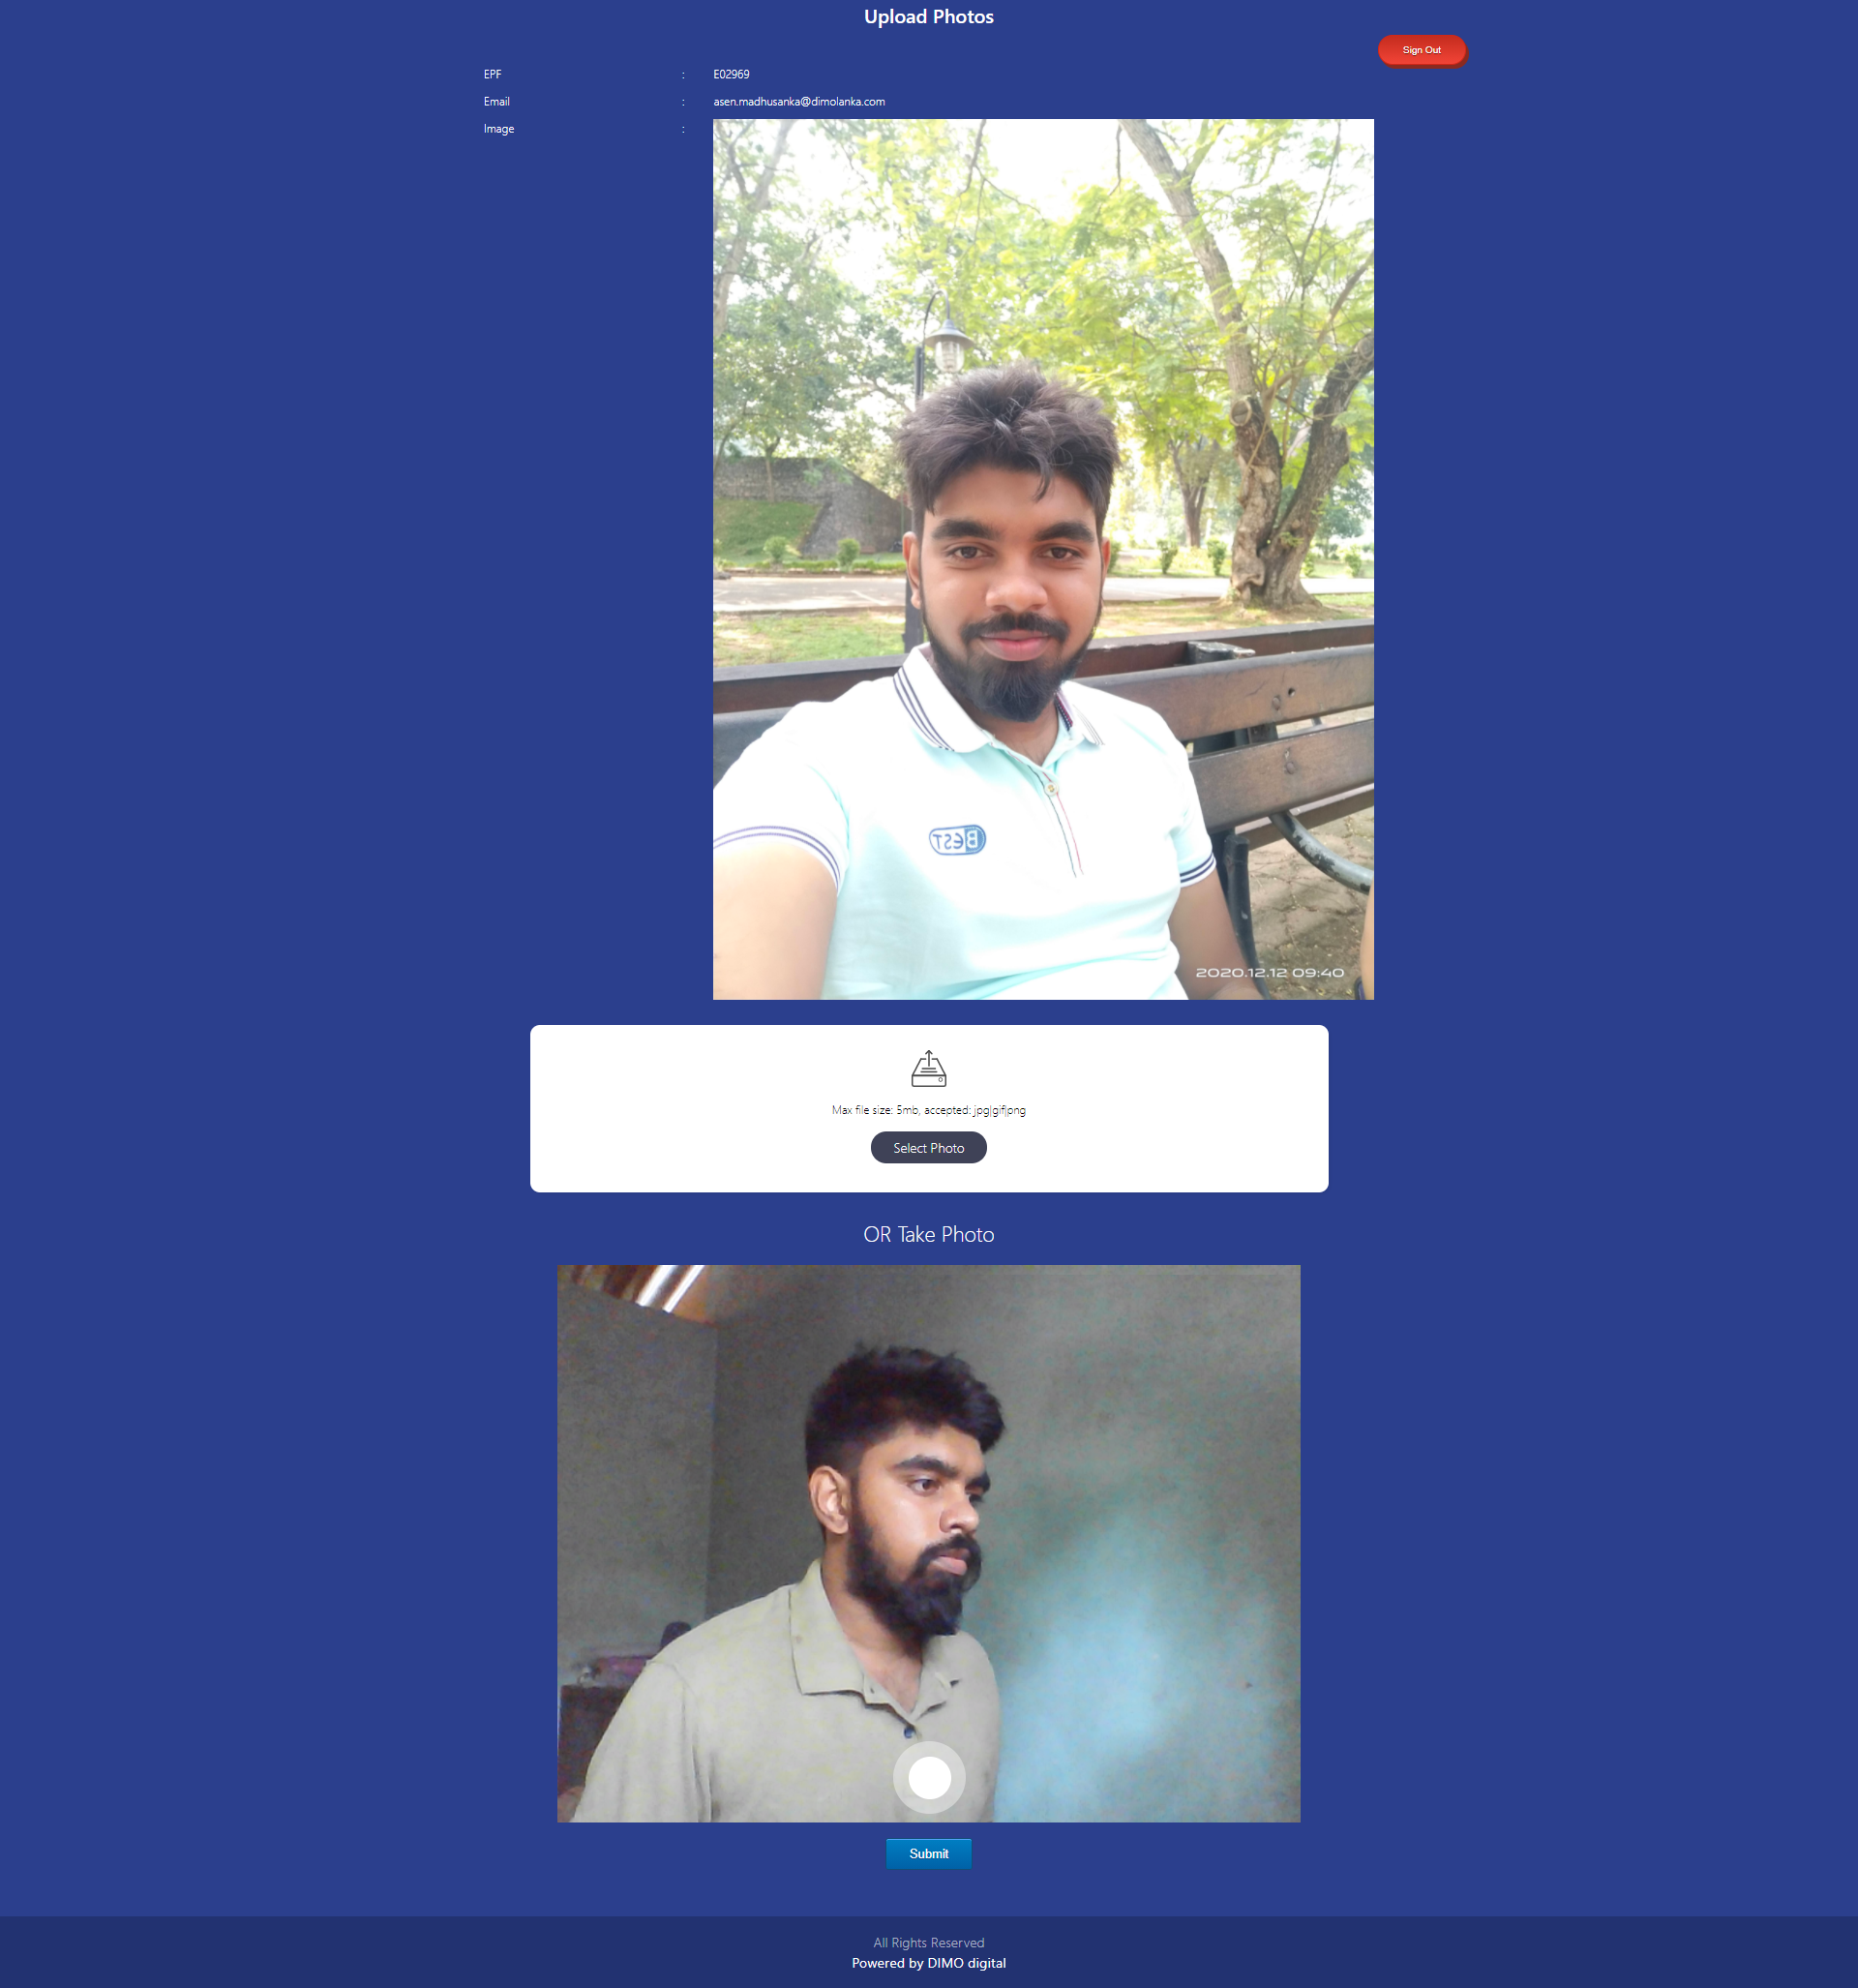 Upload Photos
Sign Out
EPF : E02969
Email : asen.madhusanka@dimolanka.com
Image :
BEST
2020.12.12 09:40
Max file size: 5mb, accepted: jpg|gif|png
Select Photo
OR Take Photo
Submit
All Rights Reserved
Powered by DIMO digital